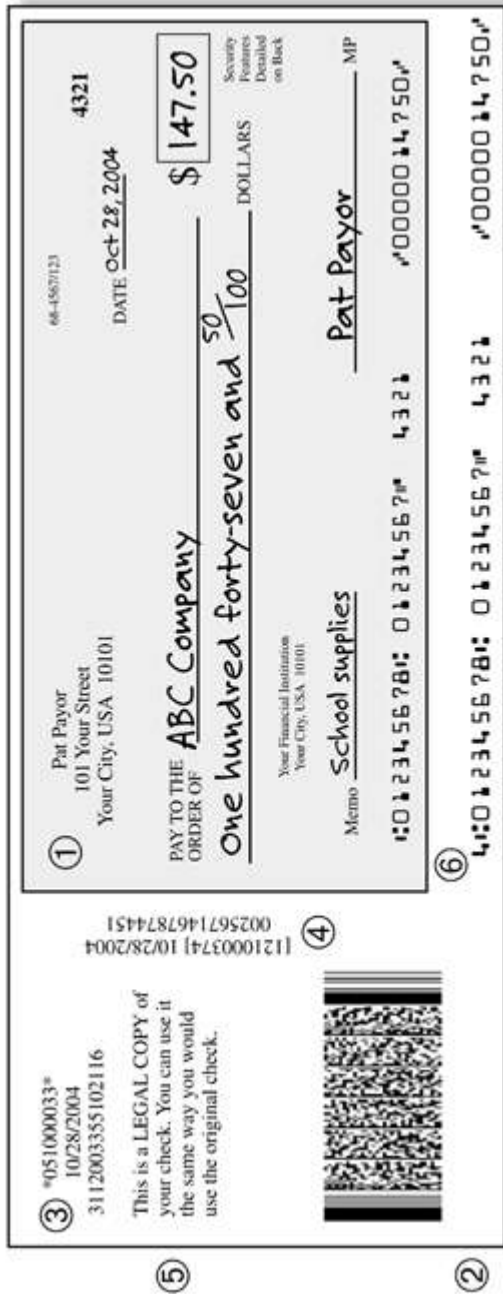 ③ *051000033*
10/28/2004
3112003355102116
⑤ This is a LEGAL COPY of
your check. You can use it
the same way you would
use the original check.
④ [121000374] 10/28/2004
0025671467874451
① Pat Payor
101 Your Street
Your City, USA 10101
68-4567/123
4321
DATE Oct 28, 2004
PAY TO THE
ORDER OF ABC Company $ 147.50
One hundred forty-seven and 50/100 DOLLARS
Security
Features
Detailed
on Back
Your Financial Institution
Your City, USA 10101
Memo School supplies
Pat Payor MP
⑆012345678⑆ 01234567⑈ 4321 ⑈0000014750⑈
⑥
② 4⑆012345678⑆ 01234567⑈ 4321 ⑈0000014750⑈